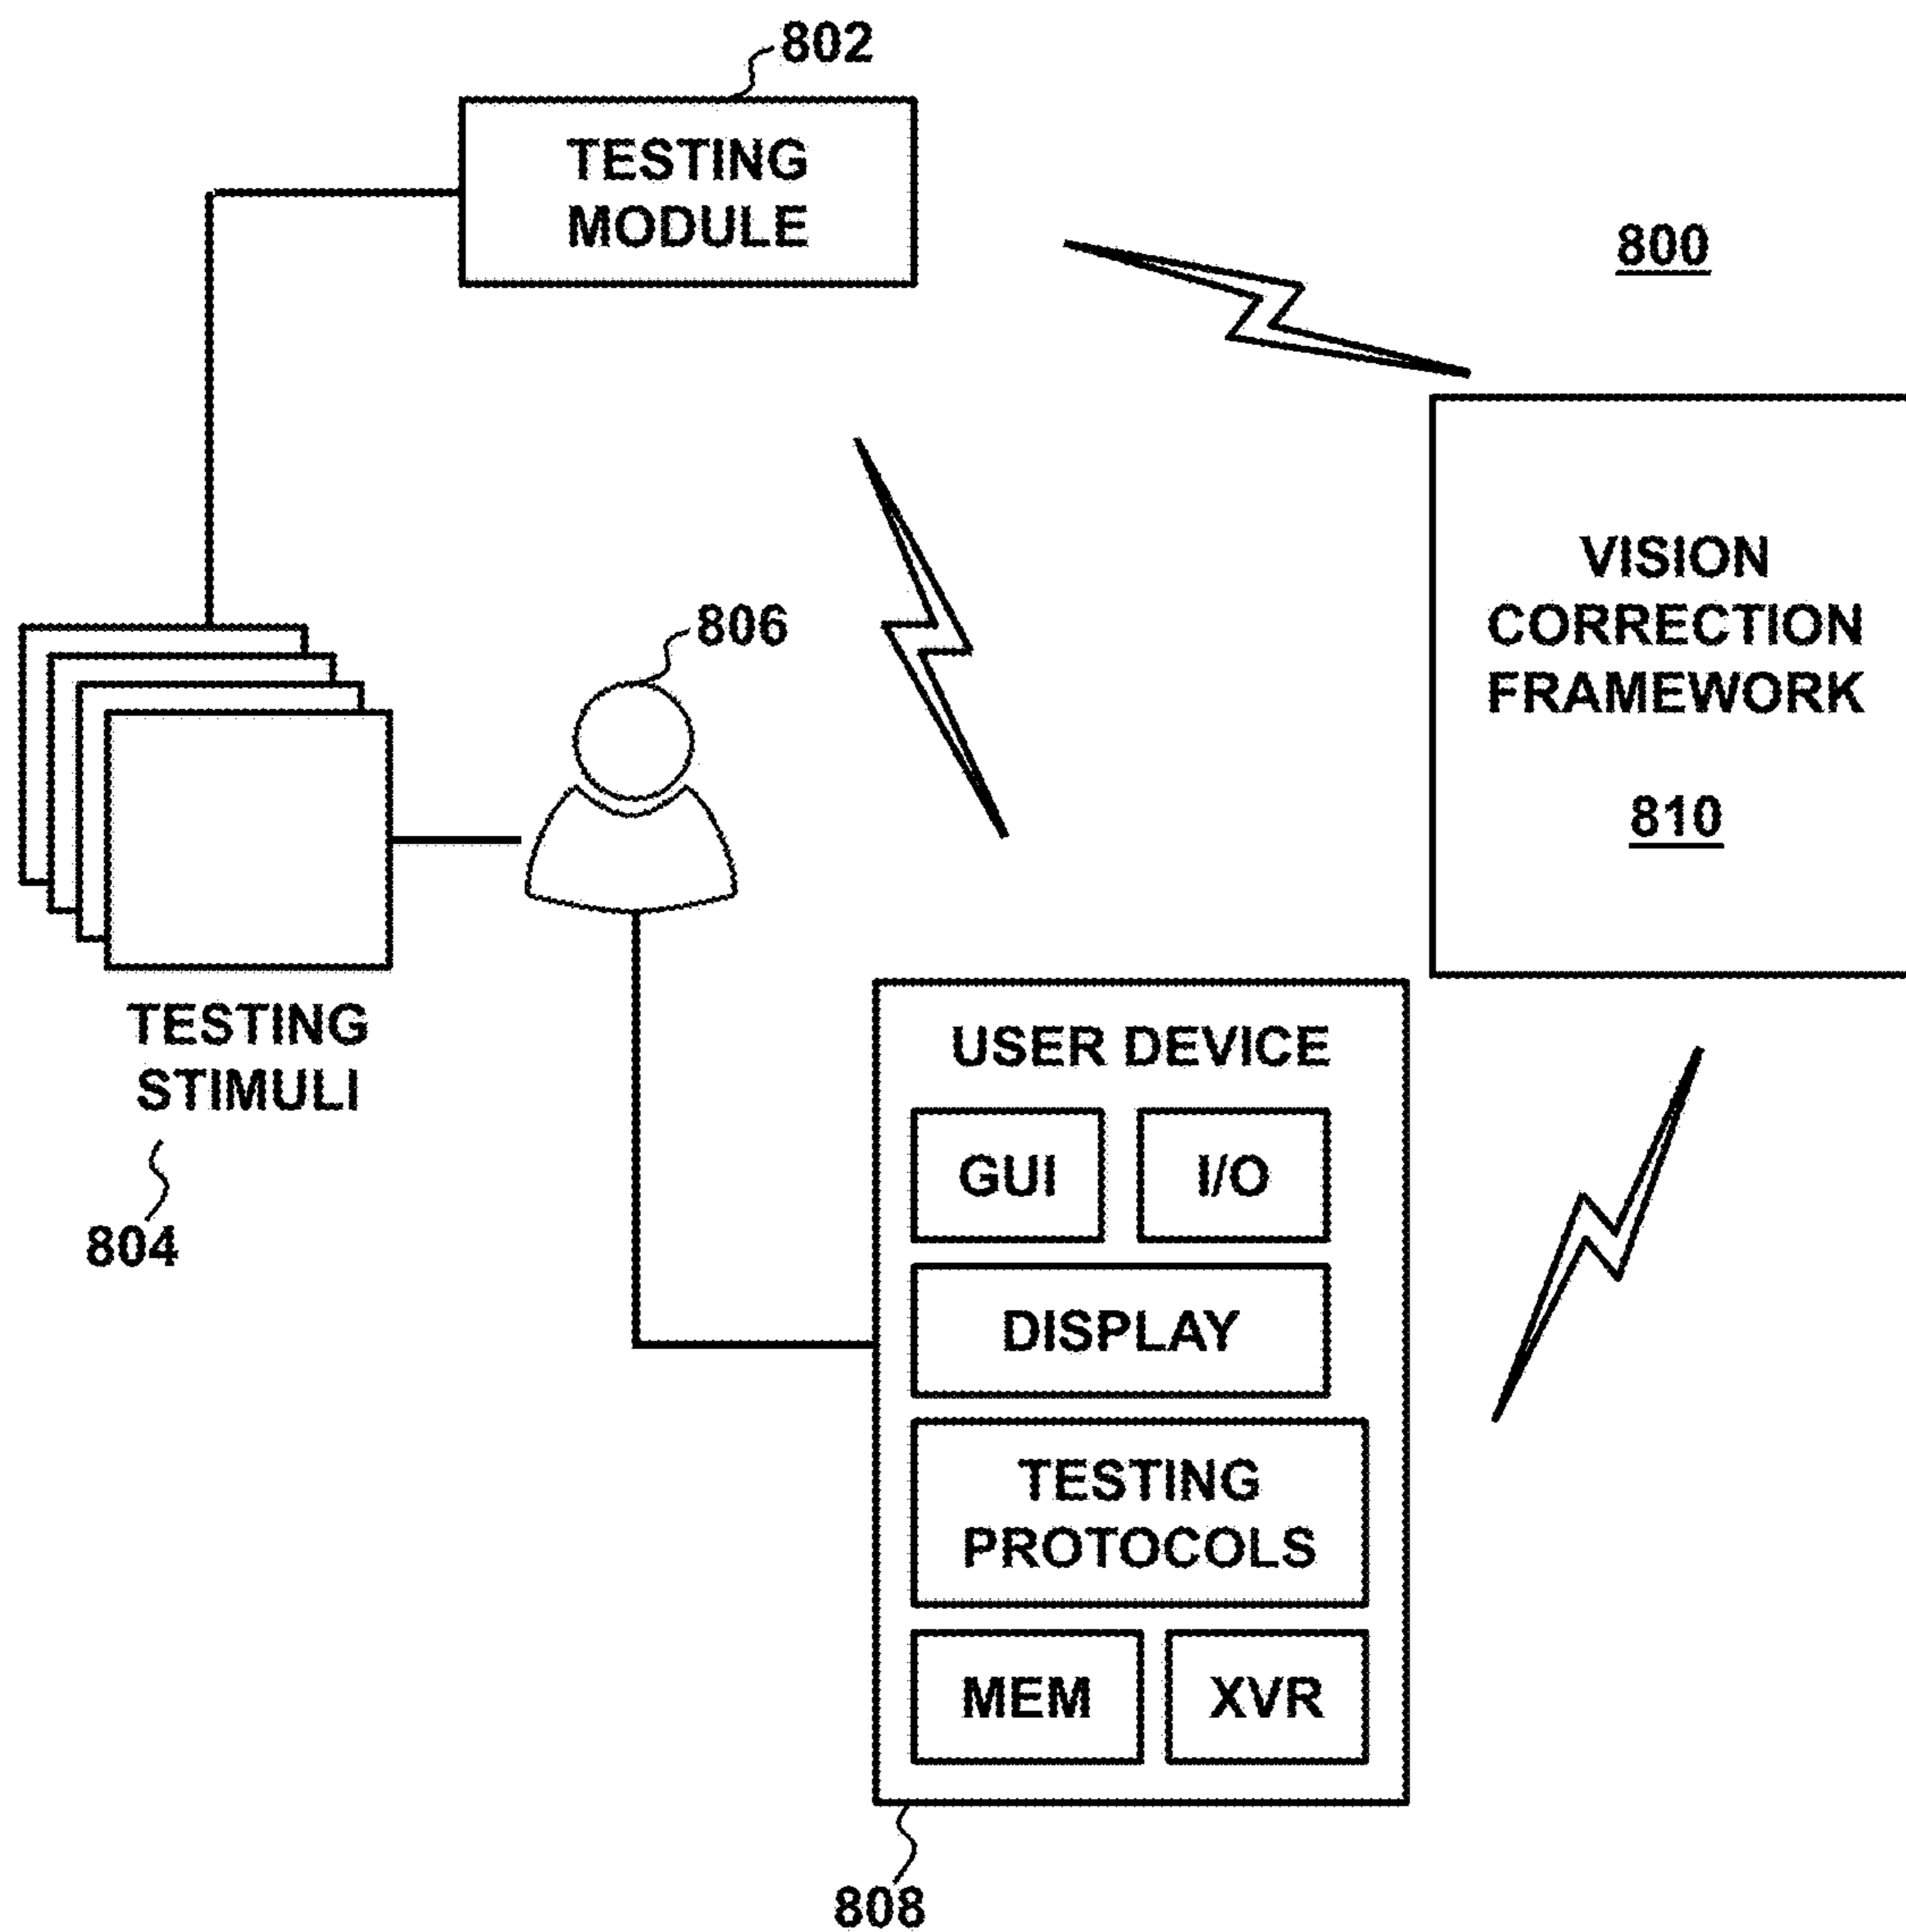 802
TESTING
MODULE
800
VISION
CORRECTION
FRAMEWORK
810
806
TESTING
STIMULI
804
USER DEVICE
GUI
I/O
DISPLAY
TESTING
PROTOCOLS
MEM
XVR
808